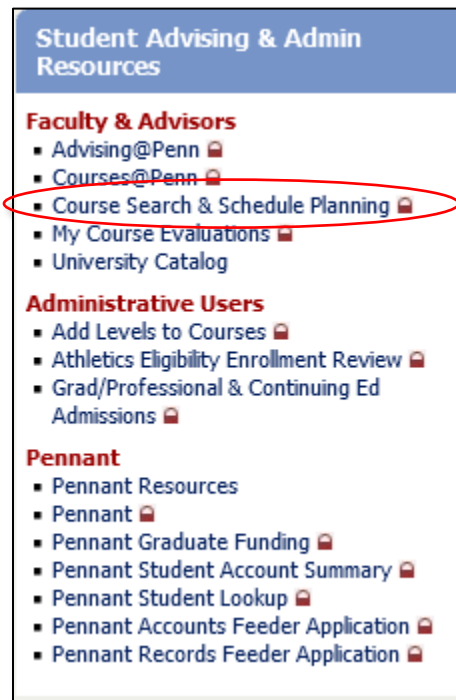 Student Advising & Admin
Resources
Faculty & Advisors
▪ Advising@Penn
▪ Courses@Penn
▪ Course Search & Schedule Planning
▪ My Course Evaluations
▪ University Catalog
Administrative Users
▪ Add Levels to Courses
▪ Athletics Eligibility Enrollment Review
▪ Grad/Professional & Continuing Ed
Admissions
Pennant
▪ Pennant Resources
▪ Pennant
▪ Pennant Graduate Funding
▪ Pennant Student Account Summary
▪ Pennant Student Lookup
▪ Pennant Accounts Feeder Application
▪ Pennant Records Feeder Application